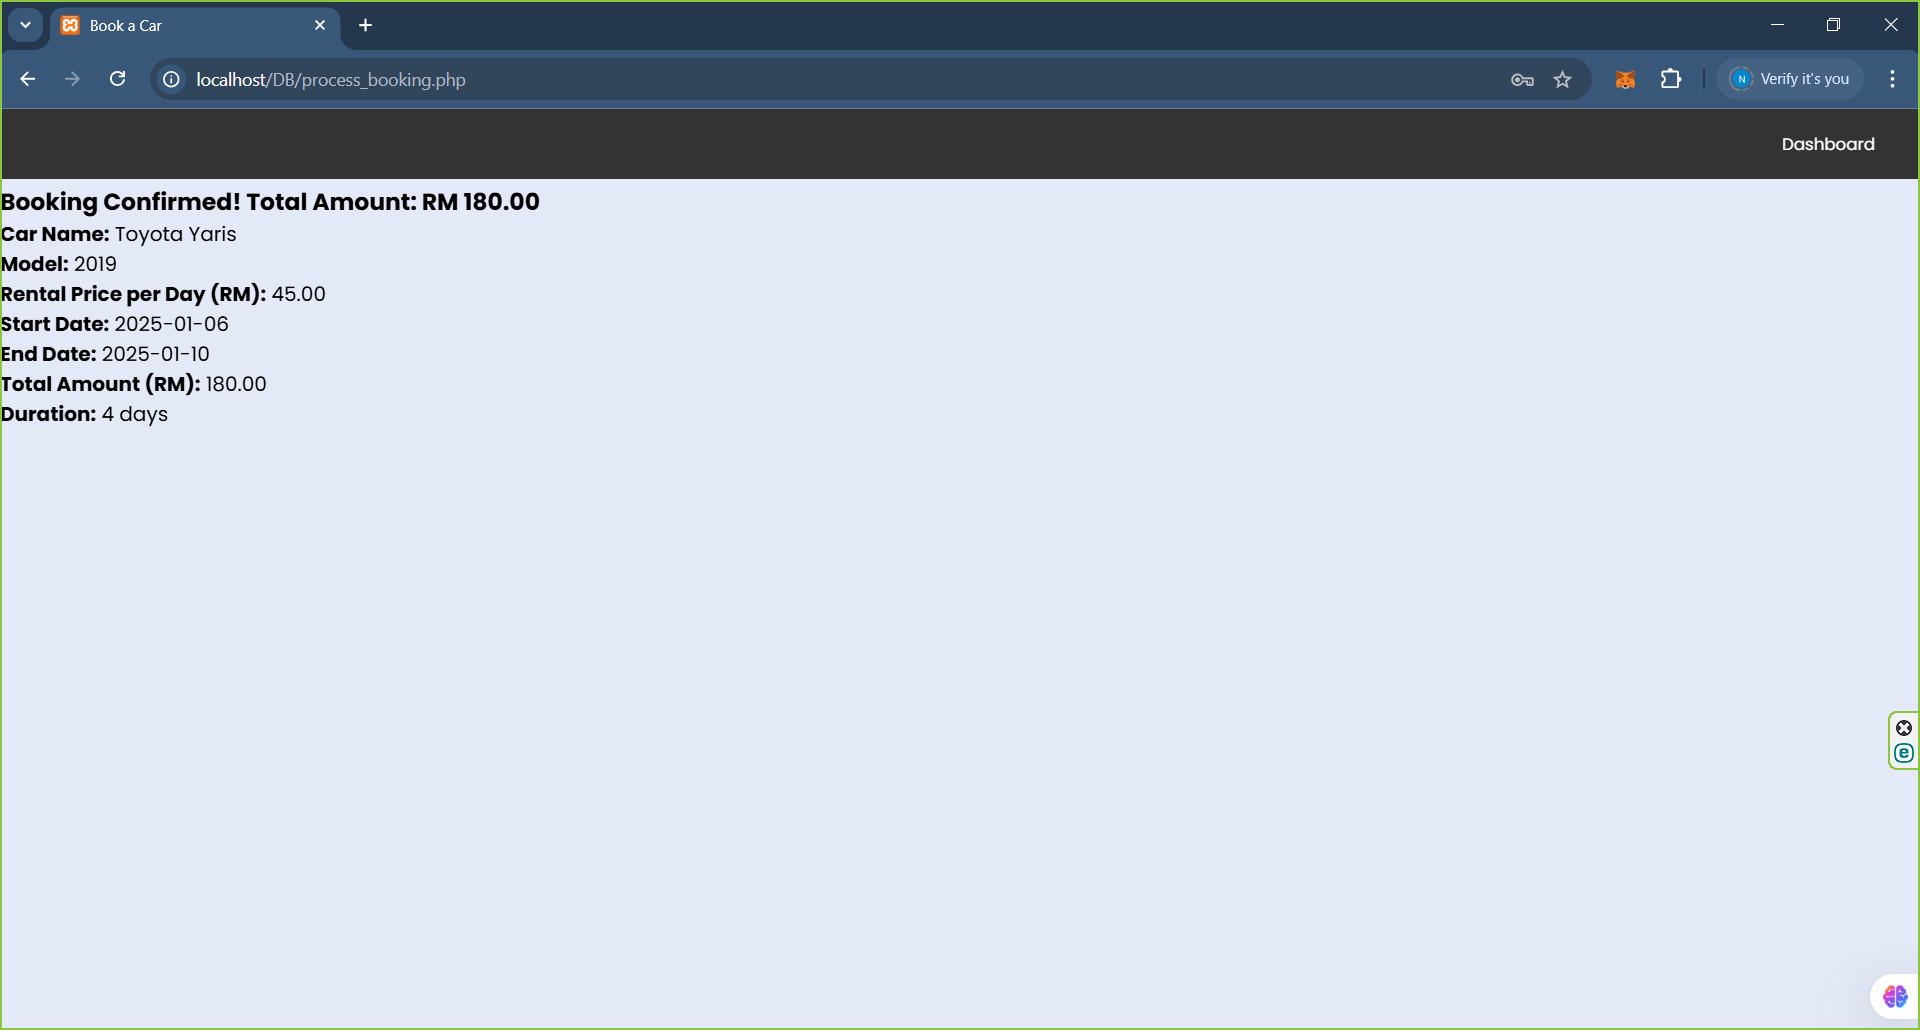 Book a Car
localhost/DB/process_booking.php
N Verify it's you
Dashboard
Booking Confirmed! Total Amount: RM 180.00
Car Name: Toyota Yaris
Model: 2019
Rental Price per Day (RM): 45.00
Start Date: 2025-01-06
End Date: 2025-01-10
Total Amount (RM): 180.00
Duration: 4 days
e